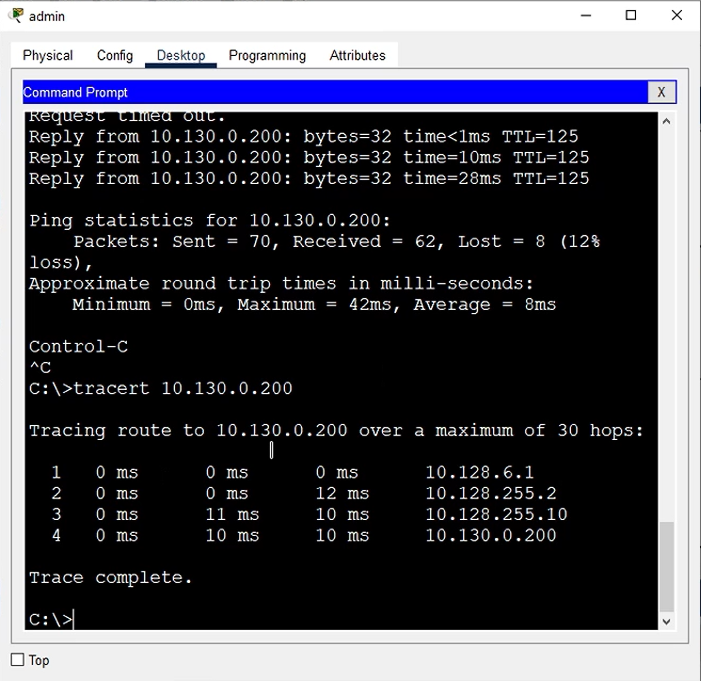 admin
Physical Config Desktop Programming Attributes
Command Prompt X
Request timed out.
Reply from 10.130.0.200: bytes=32 time<1ms TTL=125
Reply from 10.130.0.200: bytes=32 time=10ms TTL=125
Reply from 10.130.0.200: bytes=32 time=28ms TTL=125
Ping statistics for 10.130.0.200:
Packets: Sent = 70, Received = 62, Lost = 8 (12%
loss),
Approximate round trip times in milli-seconds:
Minimum = 0ms, Maximum = 42ms, Average = 8ms
Control-C
^C
C:\>tracert 10.130.0.200
Tracing route to 10.130.0.200 over a maximum of 30 hops:
1 0 ms 0 ms 0 ms 10.128.6.1
2 0 ms 0 ms 12 ms 10.128.255.2
3 0 ms 11 ms 10 ms 10.128.255.10
4 0 ms 10 ms 10 ms 10.130.0.200
Trace complete.
C:\>
Top